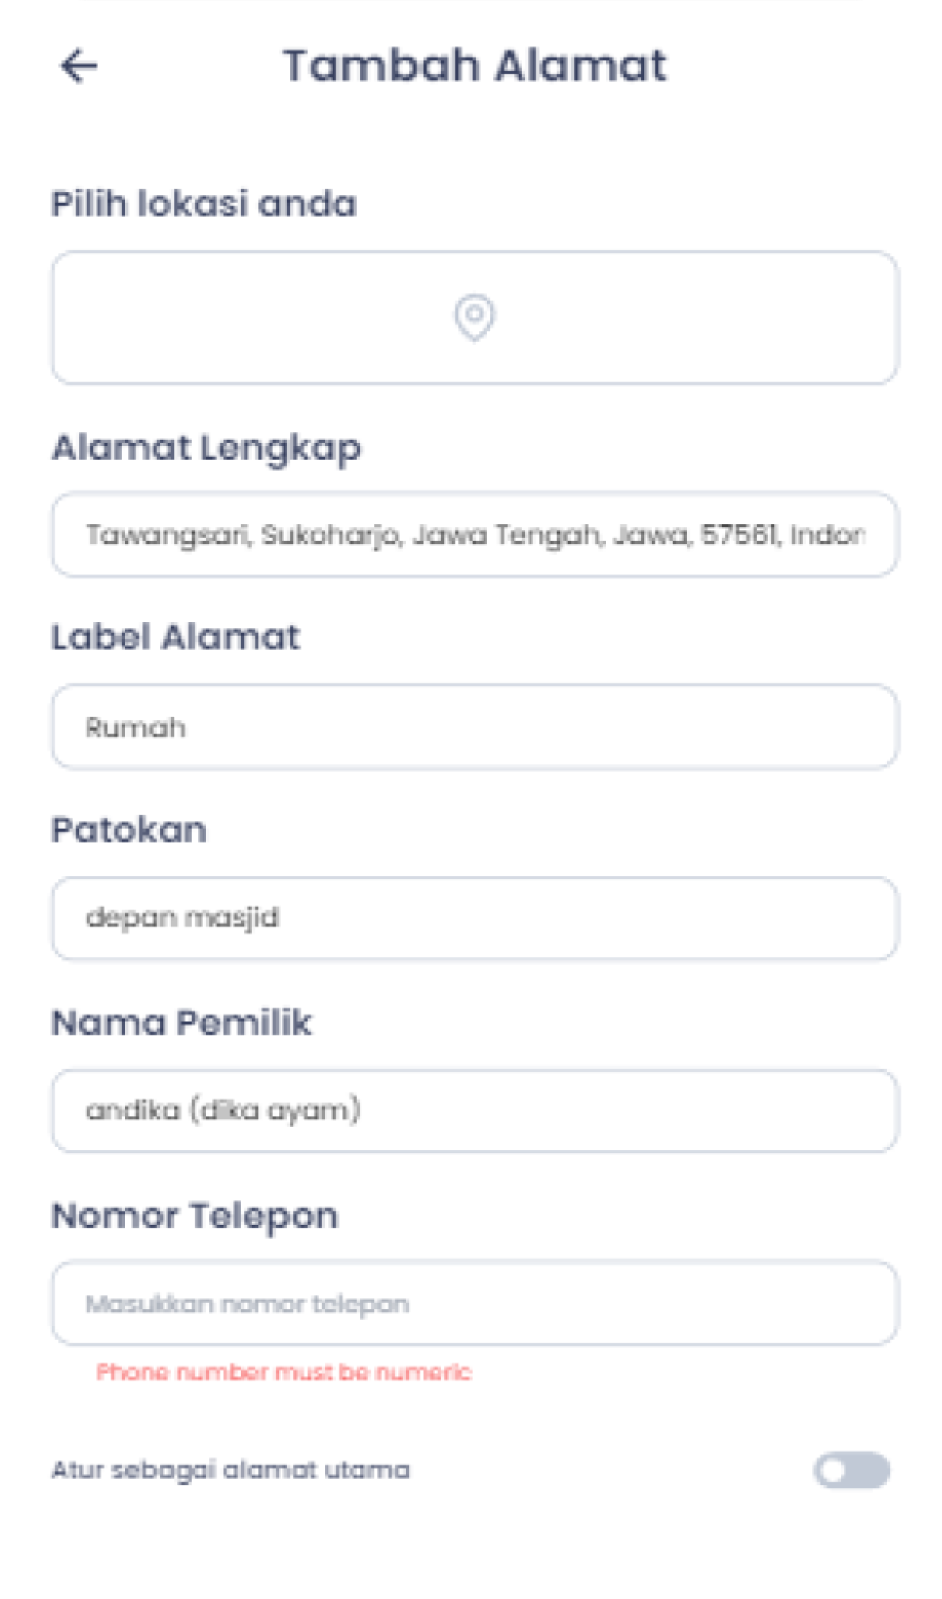 Tambah Alamat
Pilih lokasi anda
Alamat Lengkap
Tawangsari, Sukoharjo, Jawa Tengah, Jawa, 57561, Indon
Label Alamat
Rumah
Patokan
depan masjid
Nama Pemilik
andika (dika ayam)
Nomor Telepon
Masukkan nomor telepon
Phone number must be numeric
Atur sebagai alamat utama